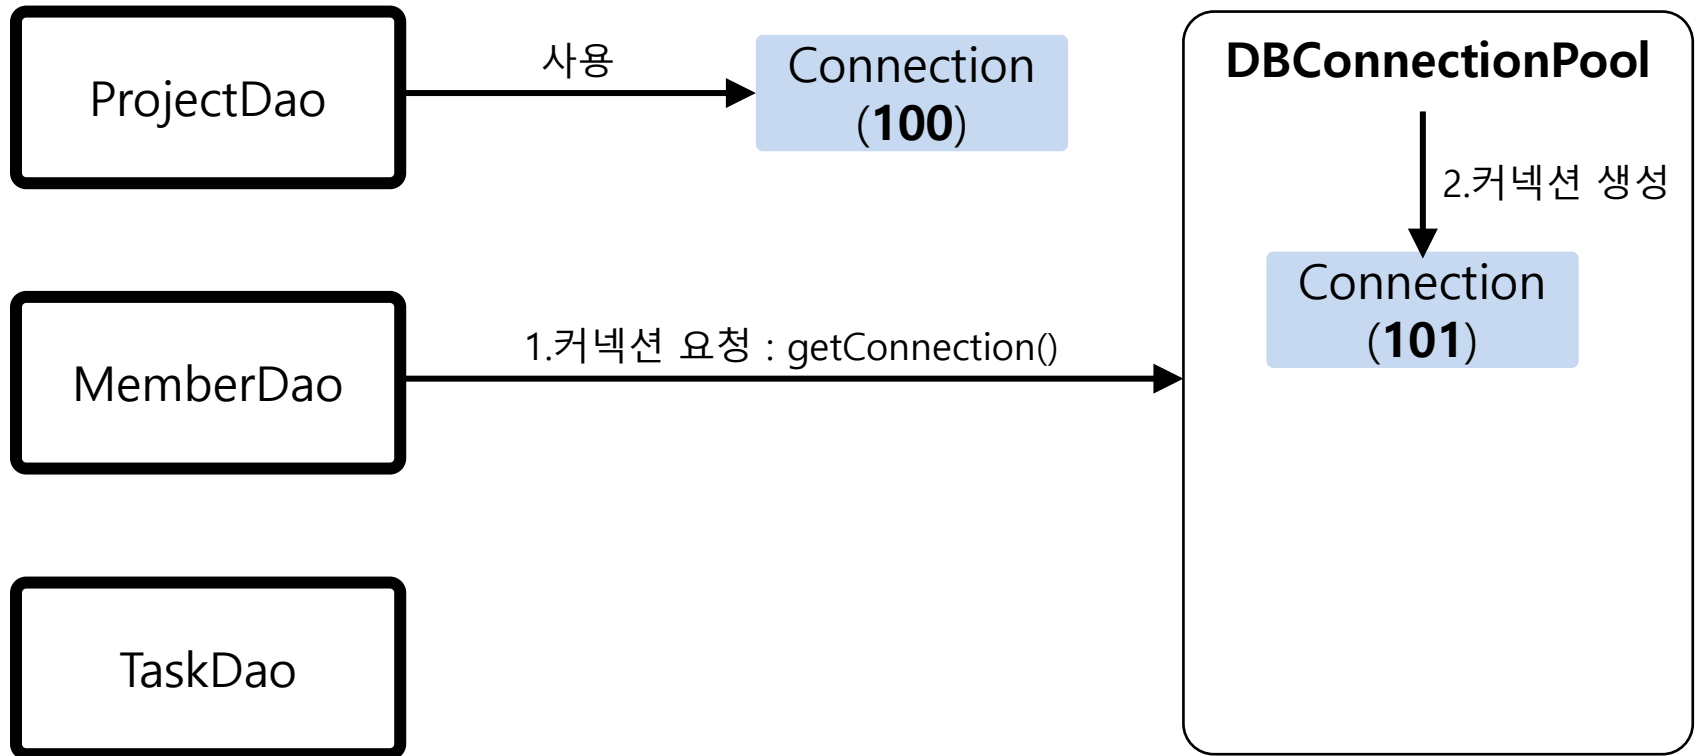 ProjectDao
사용
Connection
(100)
DBConnectionPool
2.커넥션 생성
Connection
(101)
MemberDao
1.커넥션 요청 : getConnection()
TaskDao